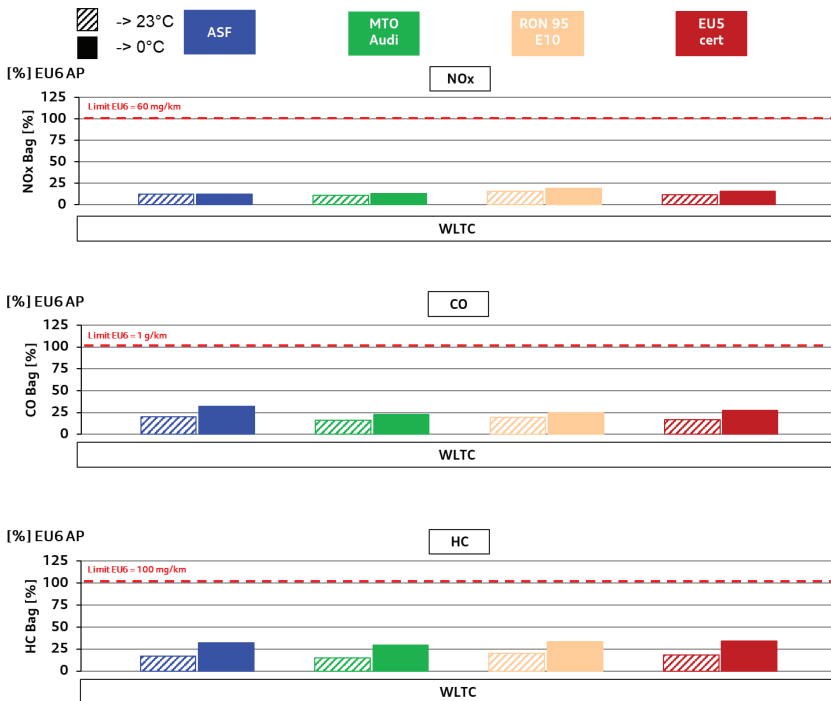 -> 23°C
-> 0°C
ASF
MTO
Audi
RON 95
E10
EU5
cert
[%] EU6 AP
NOx
NOx Bag [%]
125
100
75
50
25
0
Limit EU6 = 60 mg/km
WLTC
[%] EU6 AP
CO
CO Bag [%]
125
100
75
50
25
0
Limit EU6 = 1 g/km
WLTC
[%] EU6 AP
HC
HC Bag [%]
125
100
75
50
25
0
Limit EU6 = 100 mg/km
WLTC